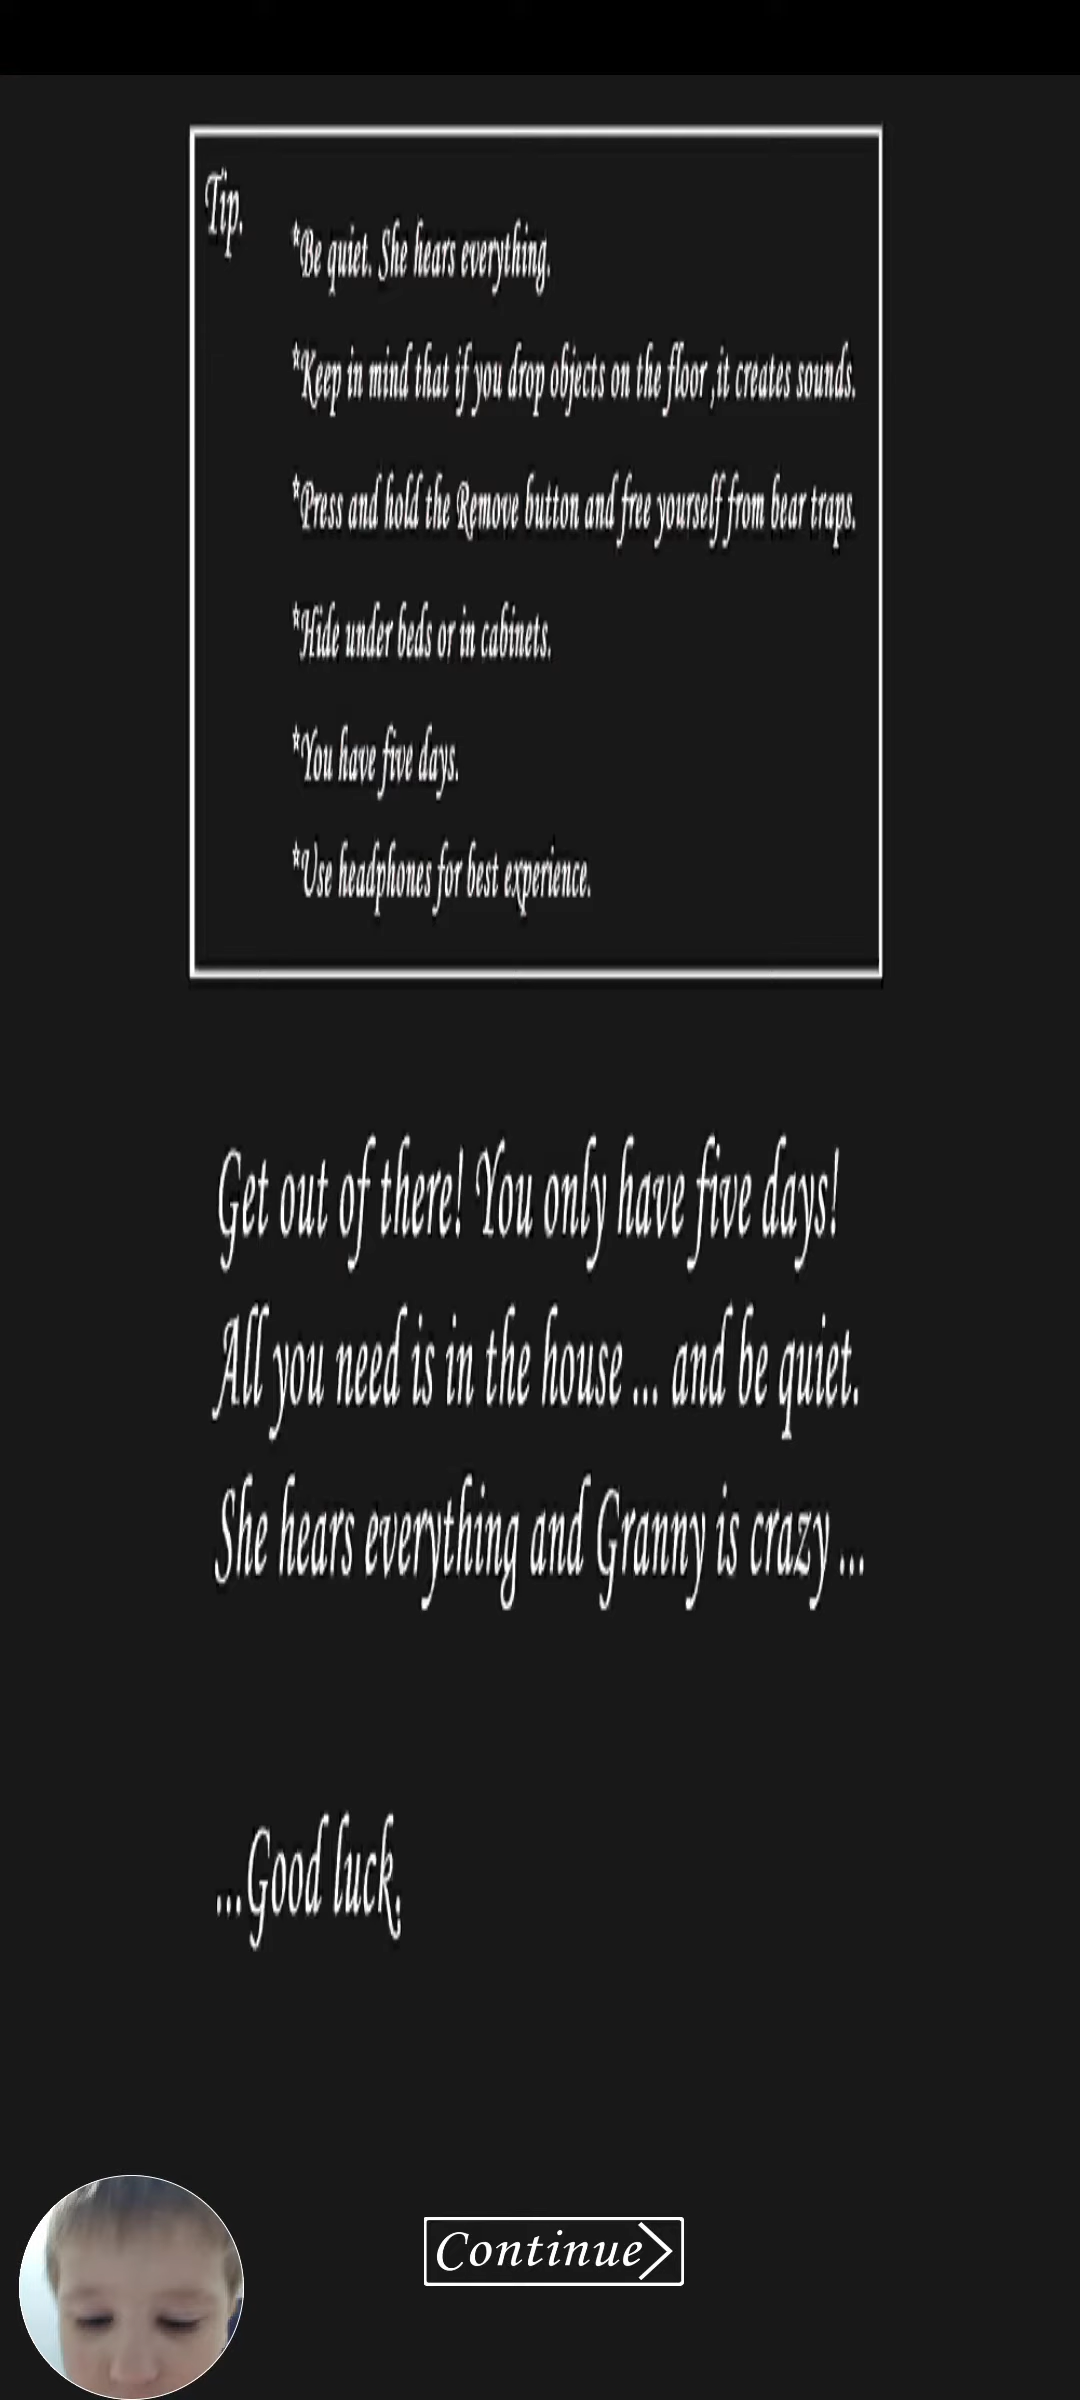 Tip.
*Be quiet. She hears everything.
*Keep in mind that if you drop objects on the floor ,it creates sounds.
*Press and hold the Remove button and free yourself from bear traps.
*Hide under beds or in cabinets.
*You have five days.
*Use headphones for best experience.
Get out of there! You only have five days!
All you need is in the house ... and be quiet.
She hears everything and Granny is crazy ...
...Good luck.
Continue